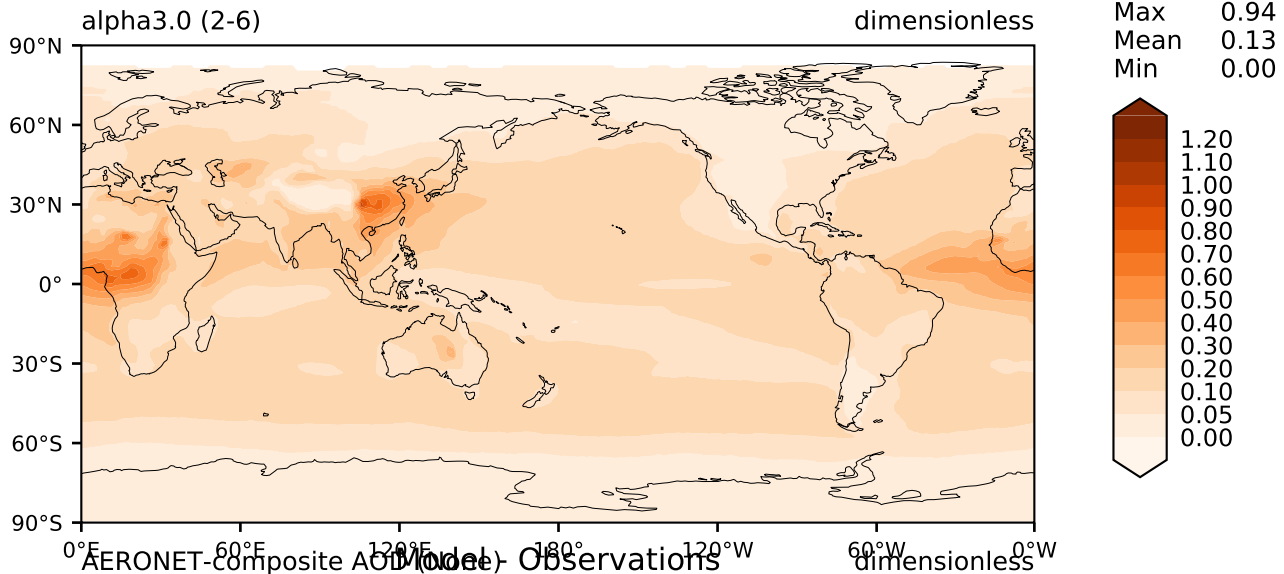 alpha3.0 (2-6) dimensionless
Max 0.94
Mean 0.13
Min 0.00
90°N
60°N
30°N
0°
30°S
60°S
90°S
0°E 60°E 120°E 180° 120°W 60°W 0°W
1.20
1.10
1.00
0.90
0.80
0.70
0.60
0.50
0.40
0.30
0.20
0.10
0.05
0.00
AERONET-composite AOD (None) dimensionless
Model - Observations